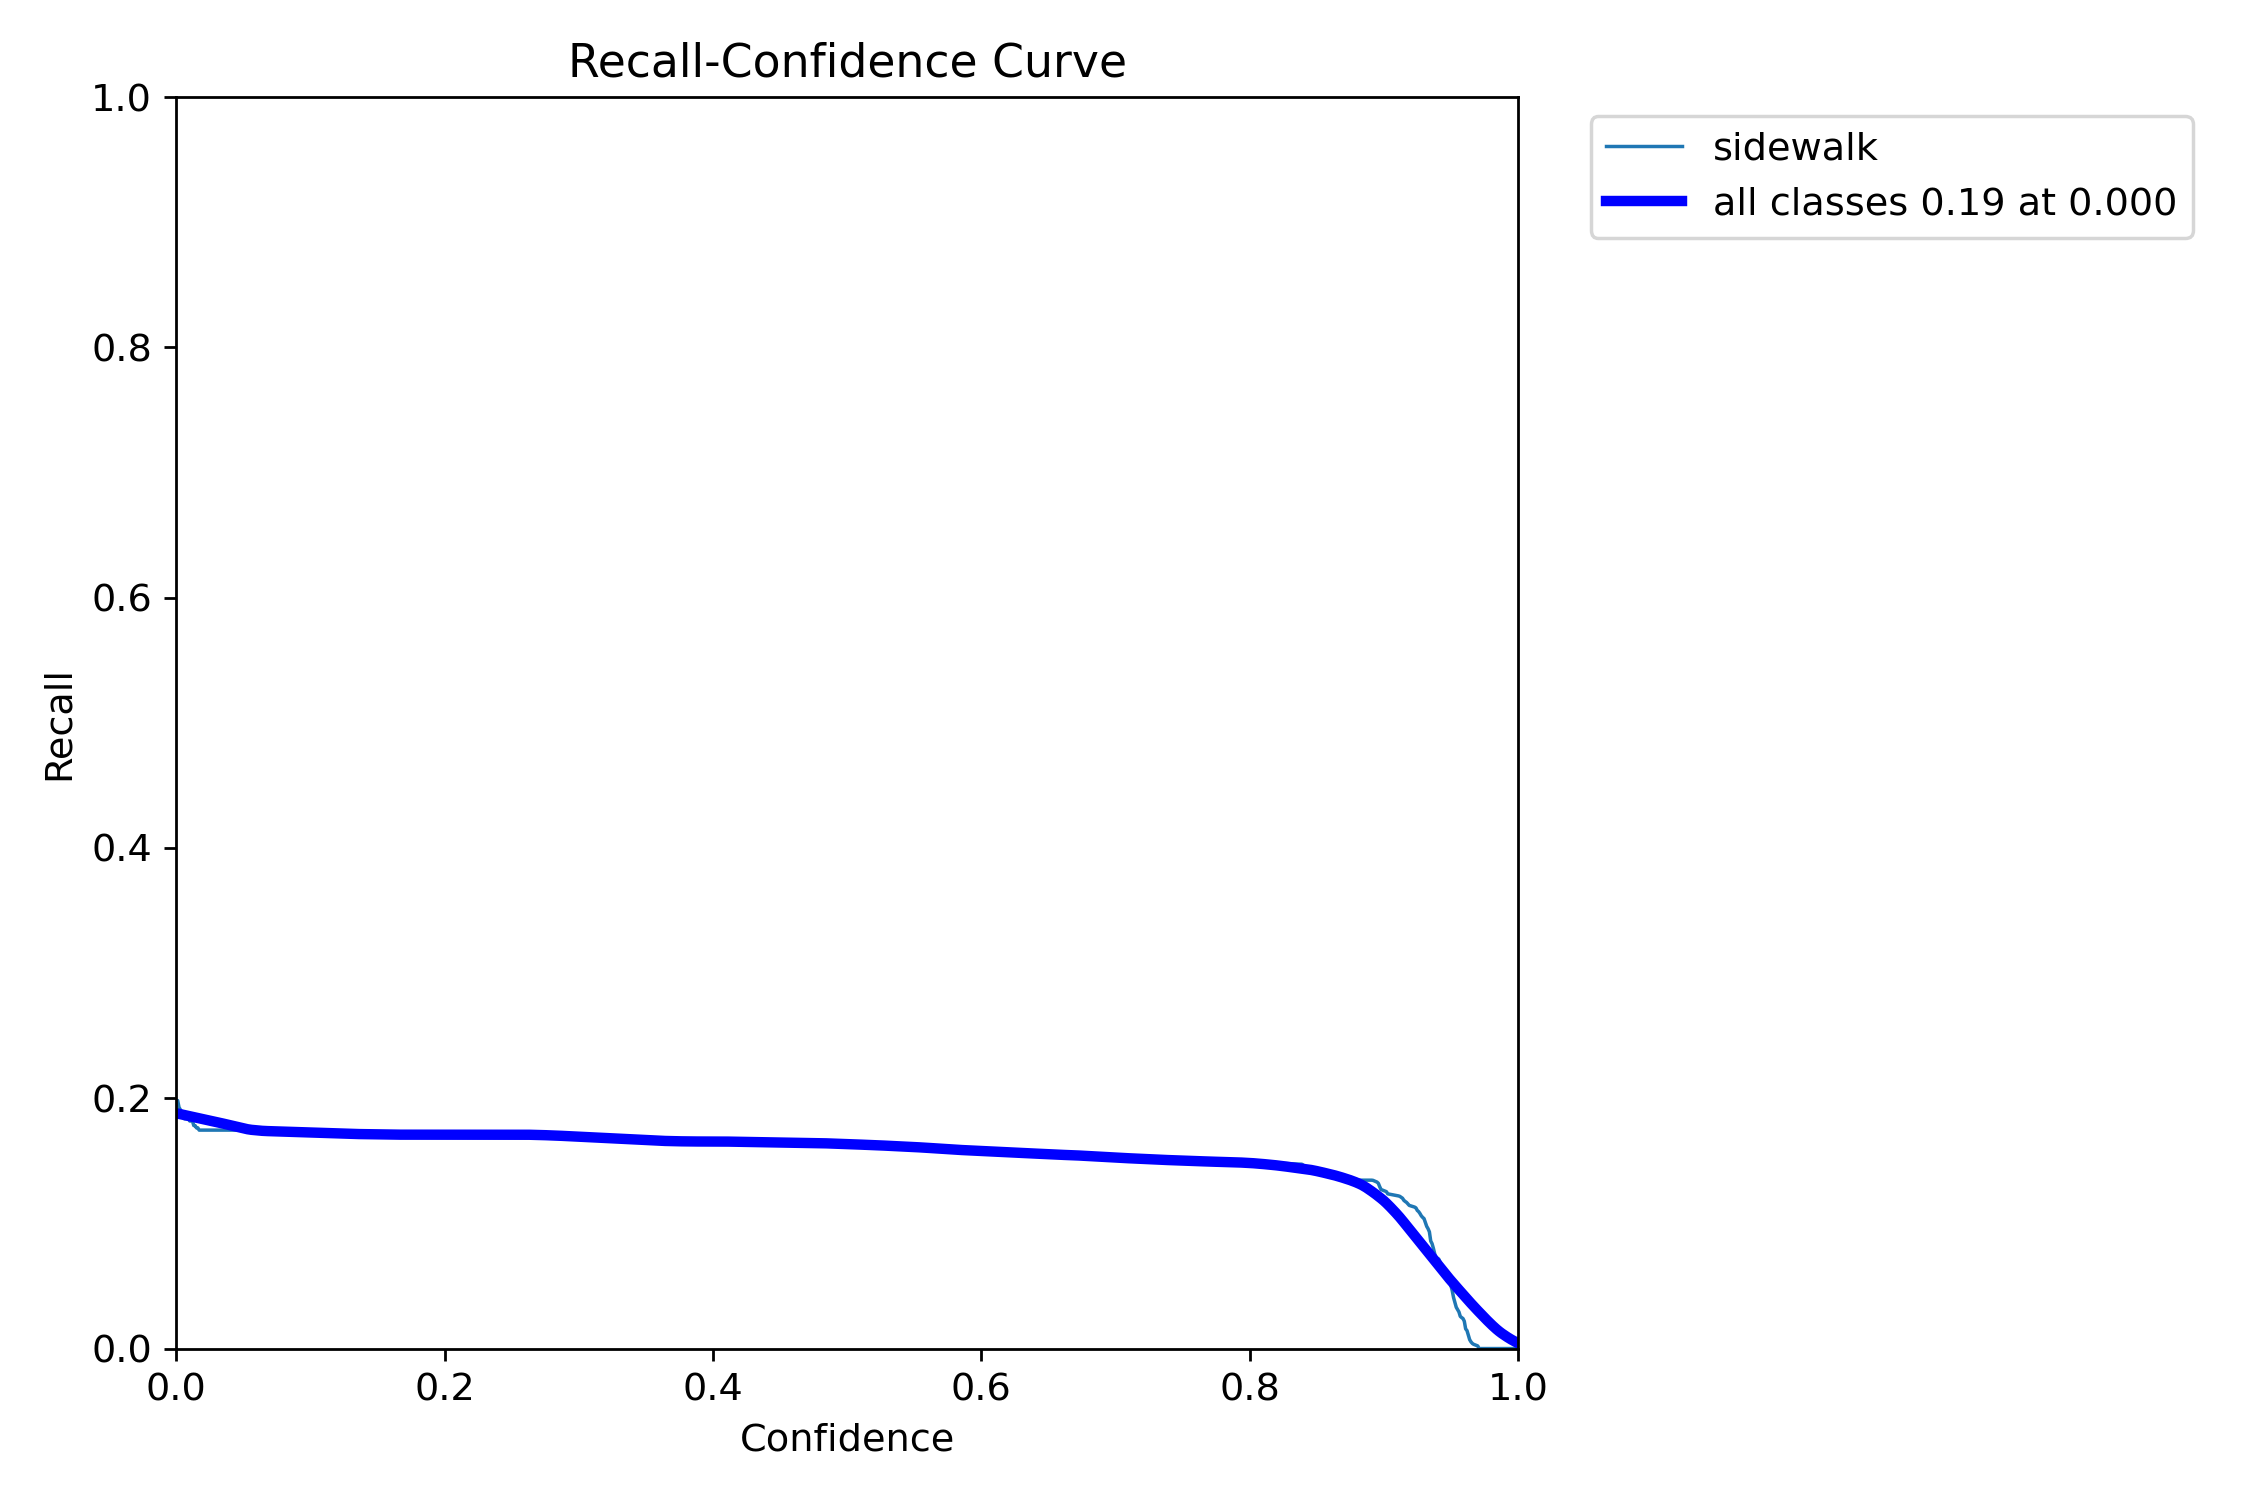 Recall-Confidence Curve
1.0
0.8
0.6
0.4
0.2
0.0
Recall
0.0 0.2 0.4 0.6 0.8 1.0
Confidence
sidewalk
all classes 0.19 at 0.000